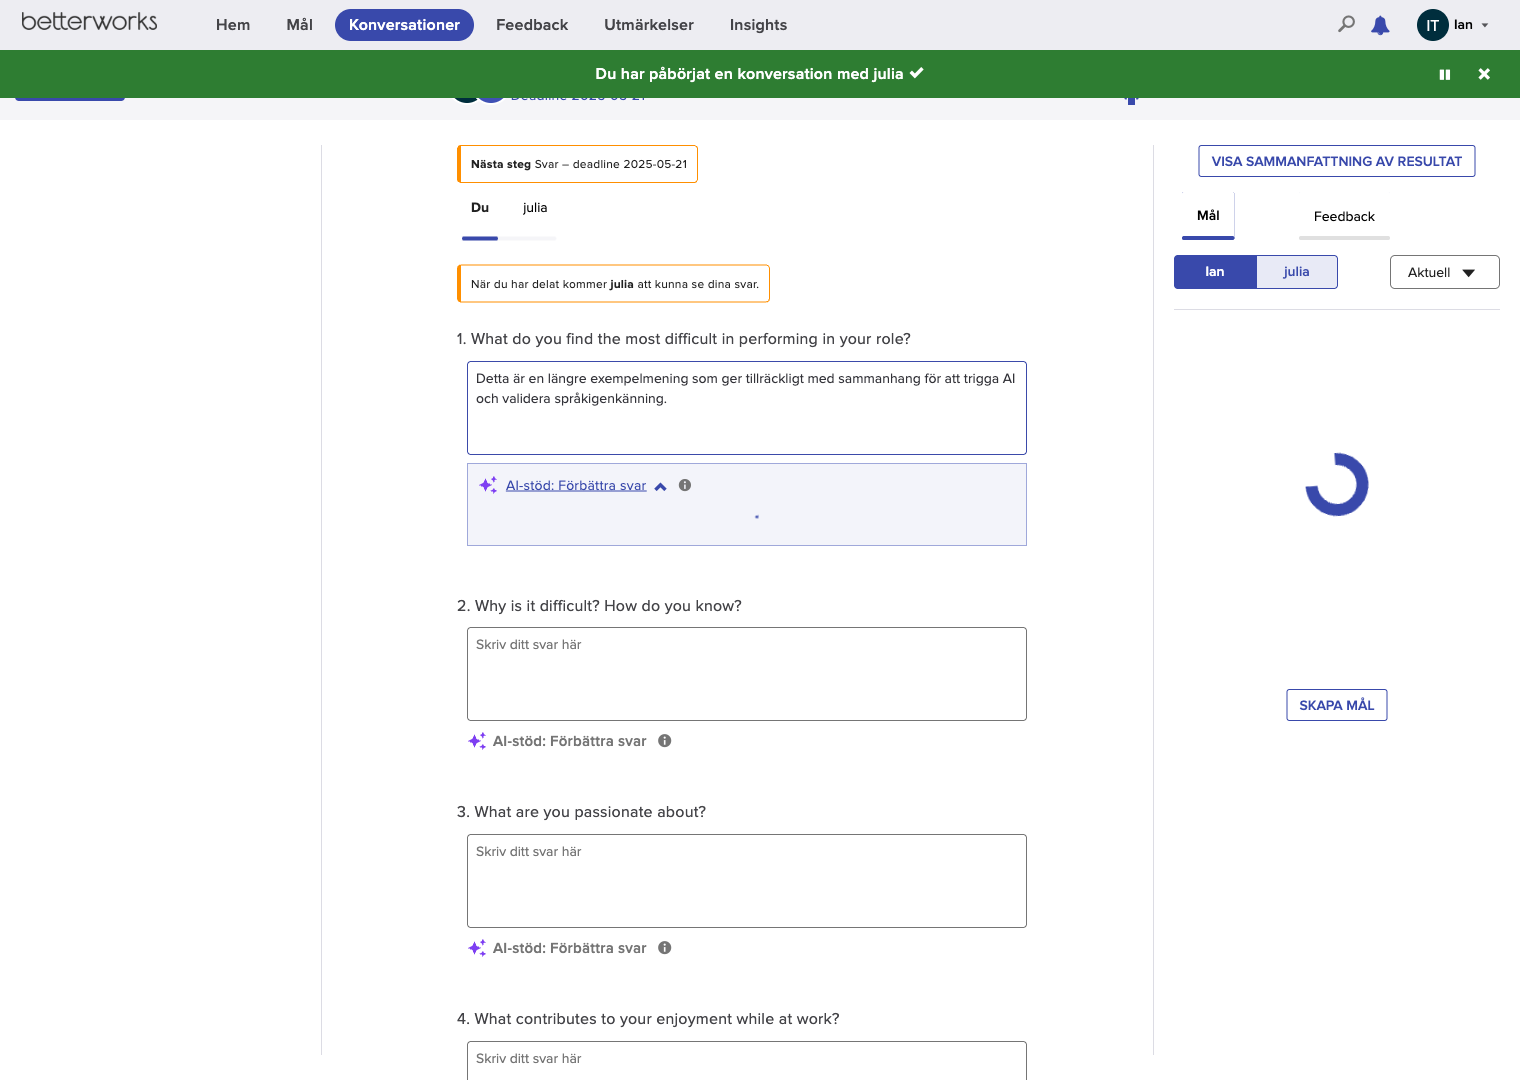 betterworks
Hem
Mål
Konversationer
Feedback
Utmärkelser
Insights
IT
Ian
Du har påbörjat en konversation med julia
Deadline 2025-05-21
Nästa steg Svar – deadline 2025-05-21
Du
julia
När du har delat kommer julia att kunna se dina svar.
1. What do you find the most difficult in performing in your role?
Detta är en längre exempelmening som ger tillräckligt med sammanhang för att trigga AI
och validera språkigenkänning.
AI-stöd: Förbättra svar
2. Why is it difficult? How do you know?
Skriv ditt svar här
AI-stöd: Förbättra svar
3. What are you passionate about?
Skriv ditt svar här
AI-stöd: Förbättra svar
4. What contributes to your enjoyment while at work?
Skriv ditt svar här
VISA SAMMANFATTNING AV RESULTAT
Mål
Feedback
Ian
julia
Aktuell
SKAPA MÅL